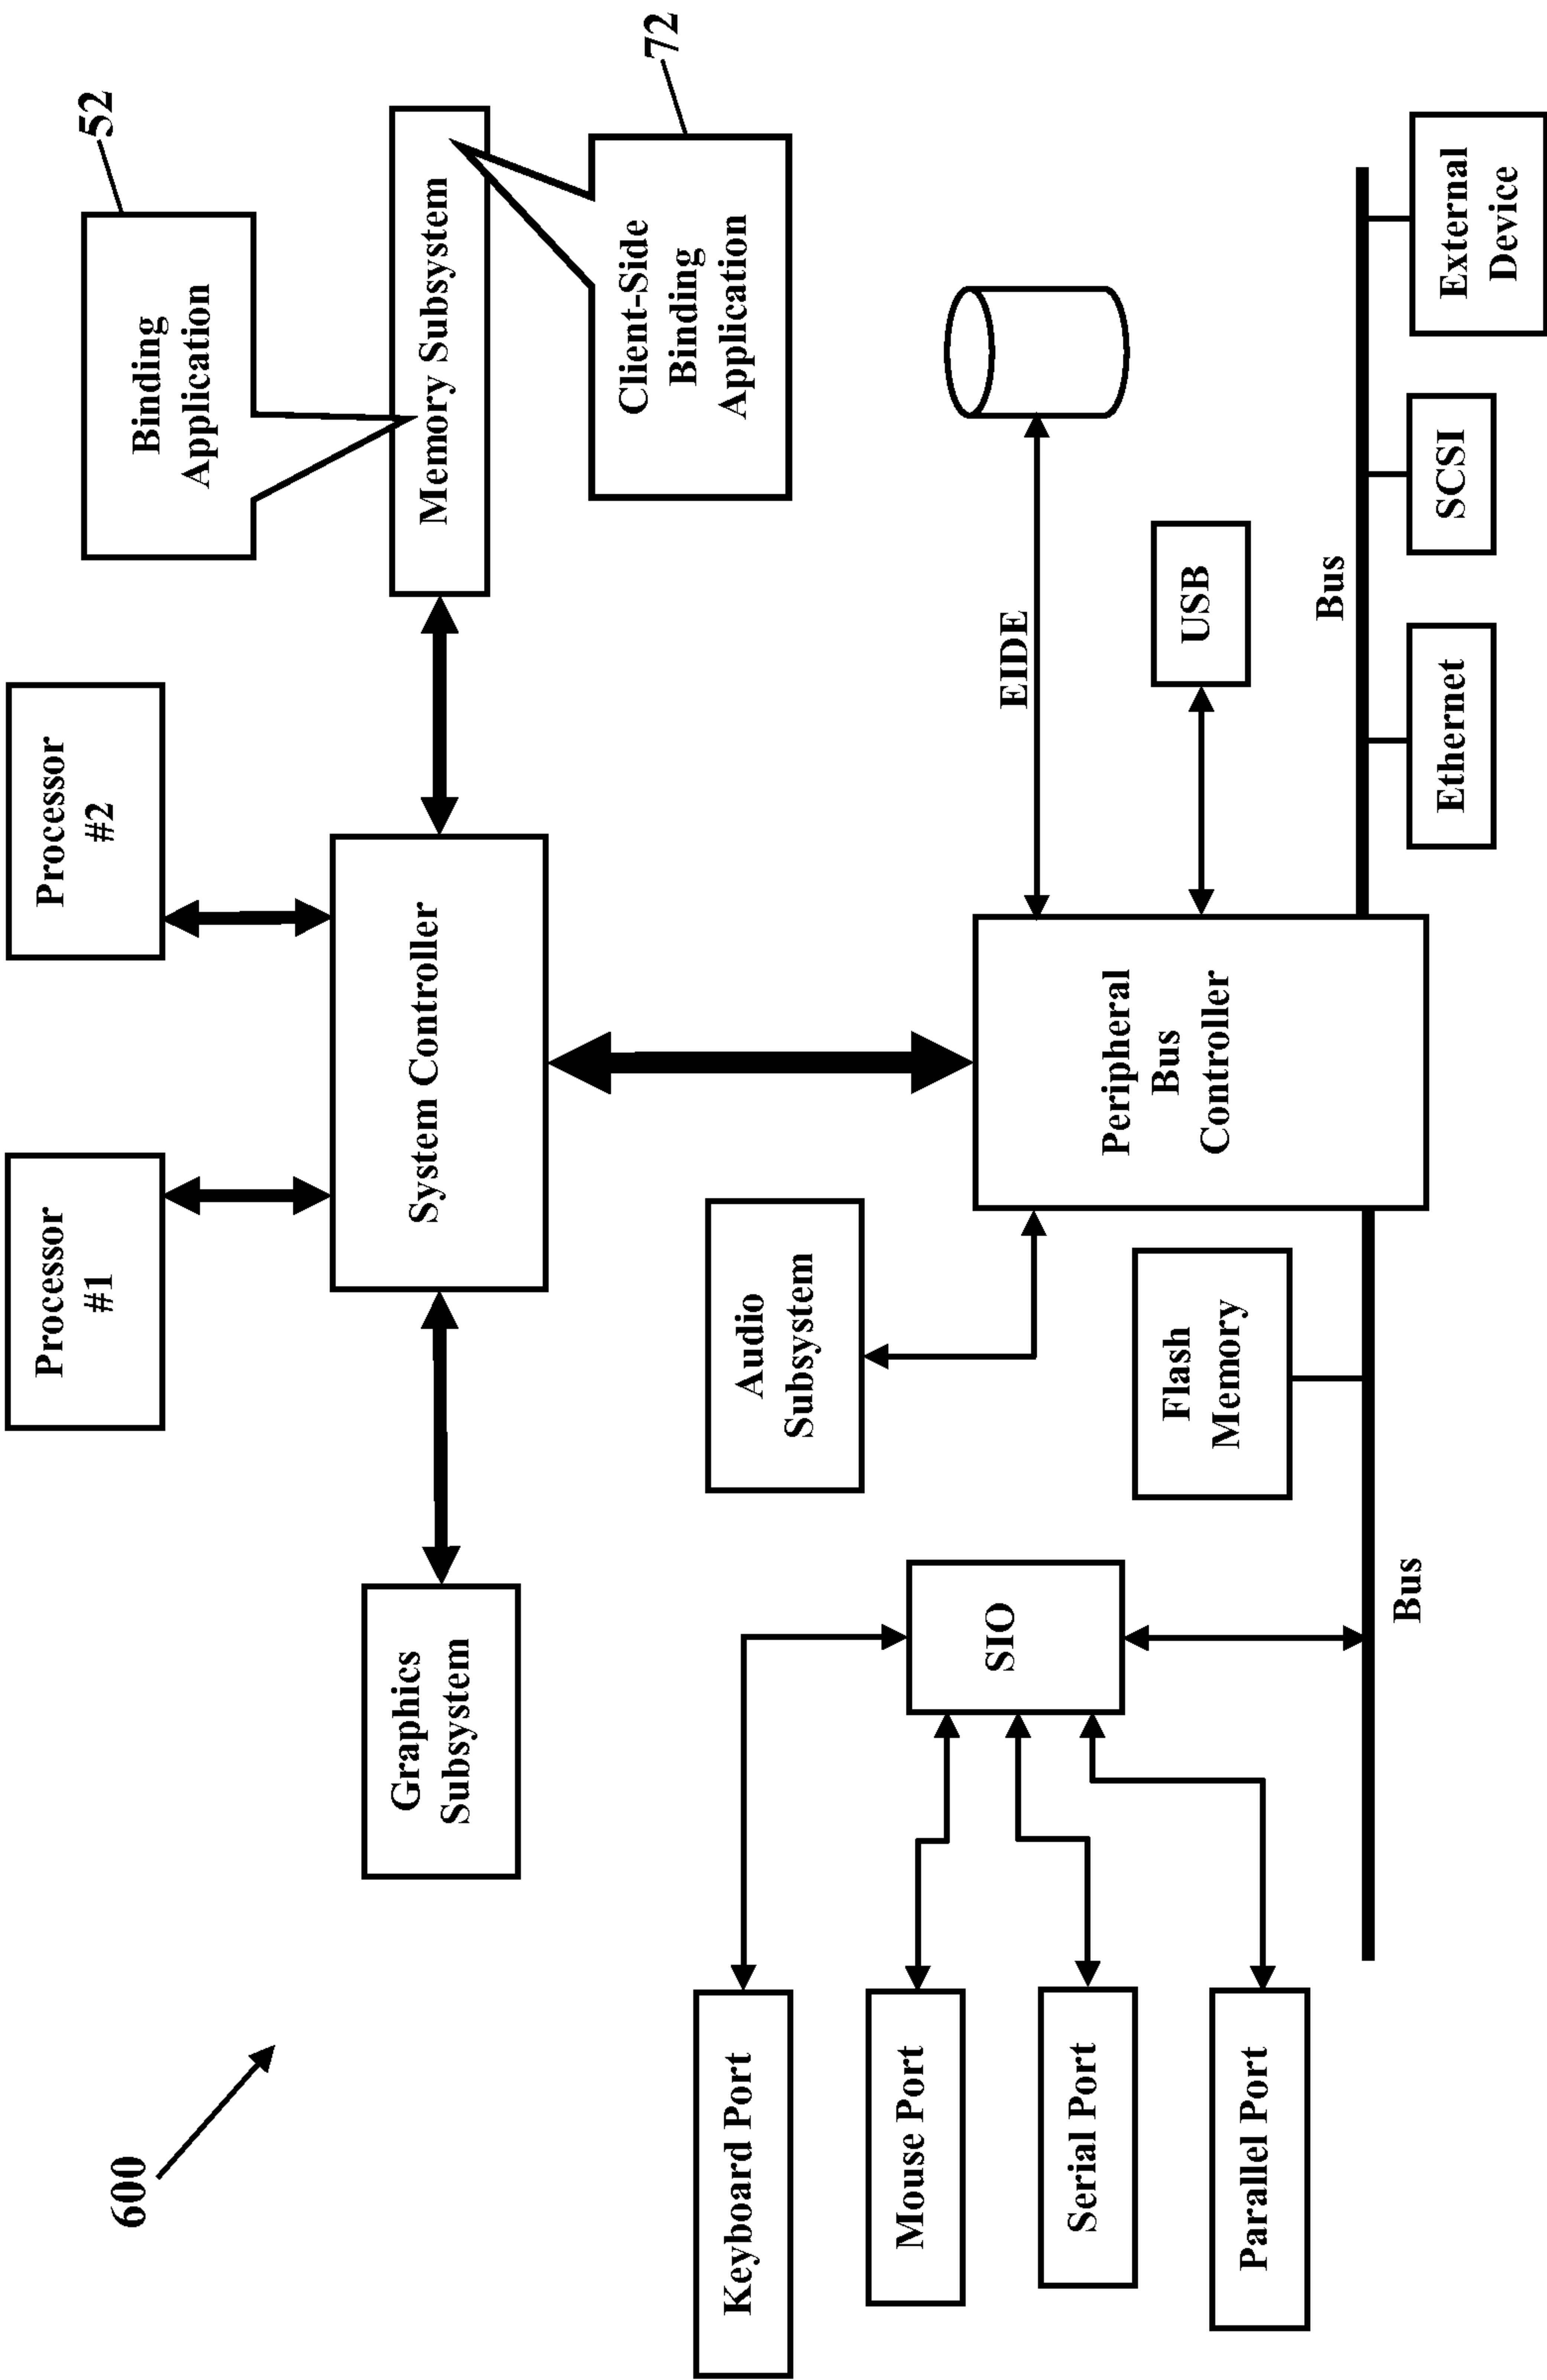 600
Processor
#1
Processor
#2
52
Binding
Application
Graphics
Subsystem
System Controller
Memory Subsystem
72
Client-Side
Binding
Application
Keyboard Port
Mouse Port
Serial Port
Parallel Port
SIO
Audio
Subsystem
Flash
Memory
Bus
Peripheral
Bus
Controller
EIDE
USB
Bus
Ethernet
SCSI
External
Device